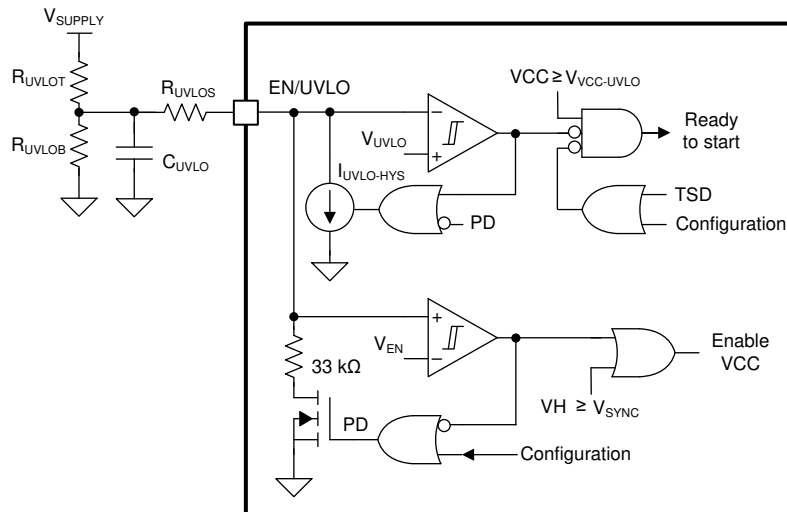 VSUPPLY
RUVLOT
RUVLOS
RUVLOB
CUVLO
EN/UVLO
VUVLO
−
+
IUVLO-HYS
PD
VCC ≥ VVCC-UVLO
Ready
to start
TSD
Configuration
+
VEN
−
33 kΩ
PD
VH ≥ VSYNC
Enable
VCC
Configuration